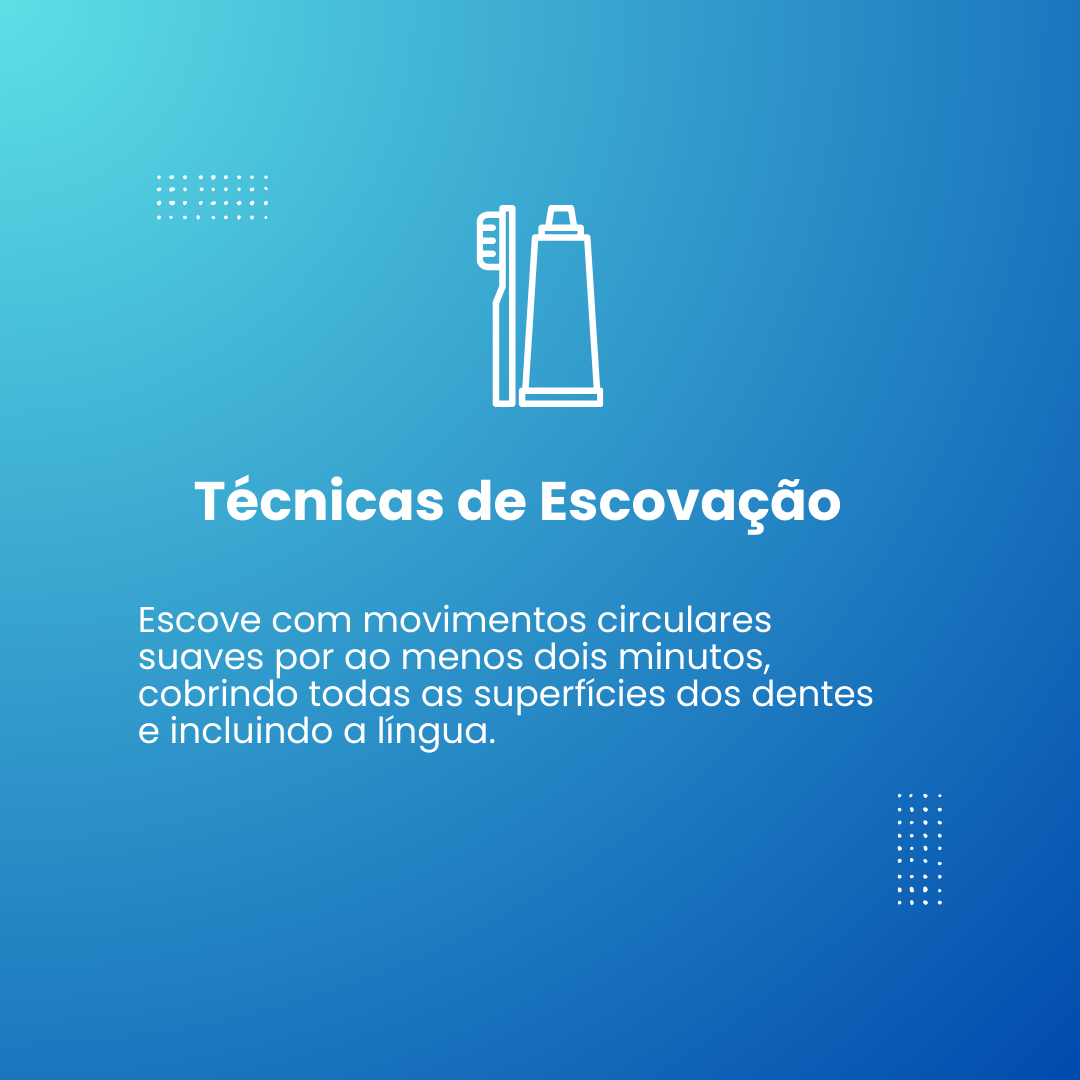 Técnicas de Escovação
Escove com movimentos circulares
suaves por ao menos dois minutos,
cobrindo todas as superfícies dos dentes
e incluindo a língua.